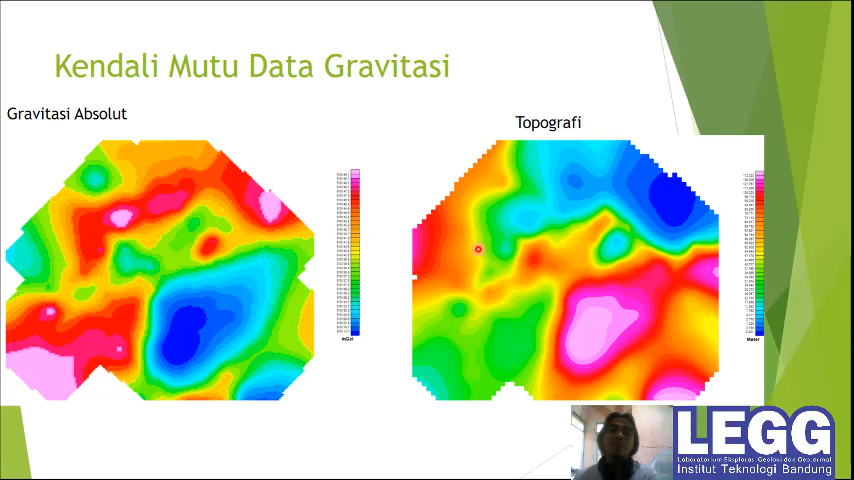 Kendali Mutu Data Gravitasi
Gravitasi Absolut
Topografi
mGal
Meter
LEGG
Laboratorium Eksplorasi Geologi dan Geotermal
Institut Teknologi Bandung